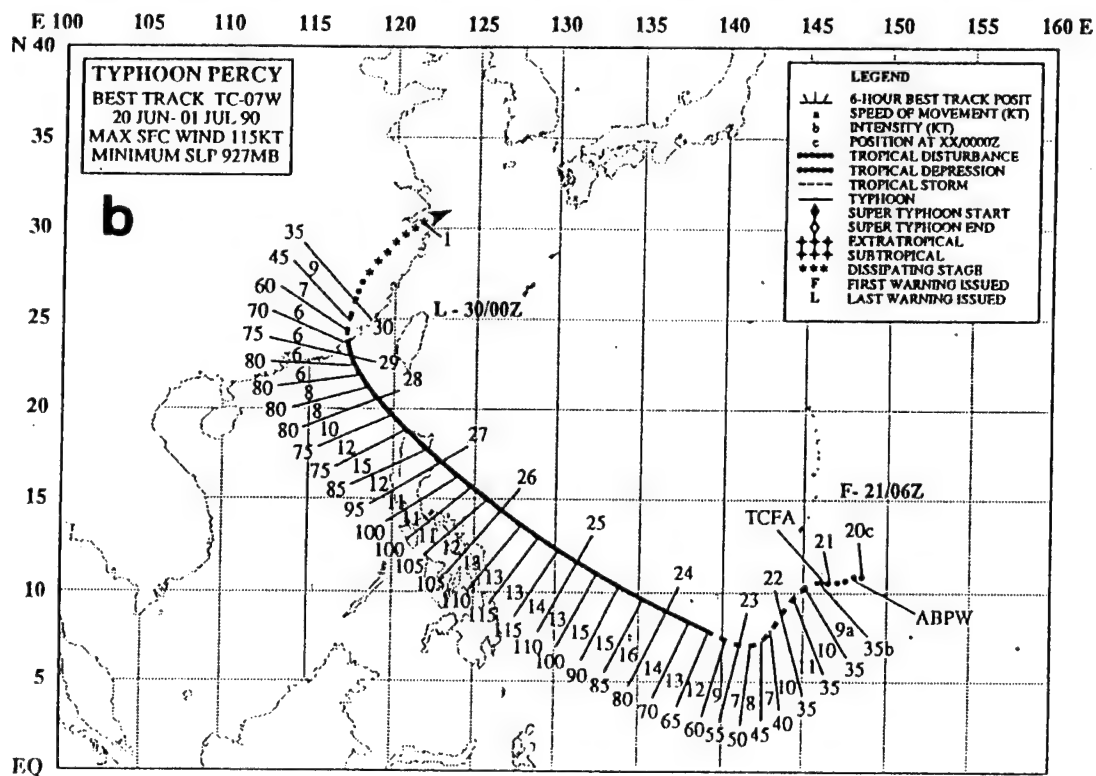 E 100 105 110 115 120 125 130 135 140 145 150 155 160 E
N 40
35
30
25
20
15
10
5
EQ
TYPHOON PERCY
BEST TRACK TC-07W
20 JUN- 01 JUL 90
MAX SFC WIND 115KT
MINIMUM SLP 927MB
b
LEGEND
6-HOUR BEST TRACK POSIT
a SPEED OF MOVEMENT (KT)
b INTENSITY (KT)
c POSITION AT XX/0000Z
TROPICAL DISTURBANCE
TROPICAL DEPRESSION
TROPICAL STORM
TYPHOON
SUPER TYPHOON START
SUPER TYPHOON END
EXTRATROPICAL
SUBTROPICAL
DISSIPATING STAGE
F FIRST WARNING ISSUED
L LAST WARNING ISSUED
1
L - 30/00Z
30
29
28
27
26
25
24
23
22
21
20c
F- 21/06Z
TCFA
ABPW
35
45
60
70
75
80
80
80
80
75
75
85
95
100
100
105
105
110
115
115
110
100
90
85
80
70
65
60
55
50
45
40
35
35
35
35b
9
7
6
6
6
6
8
8
10
12
15
12
11
11
12
13
13
13
14
13
15
15
16
14
13
12
9
7
8
7
10
10
9a